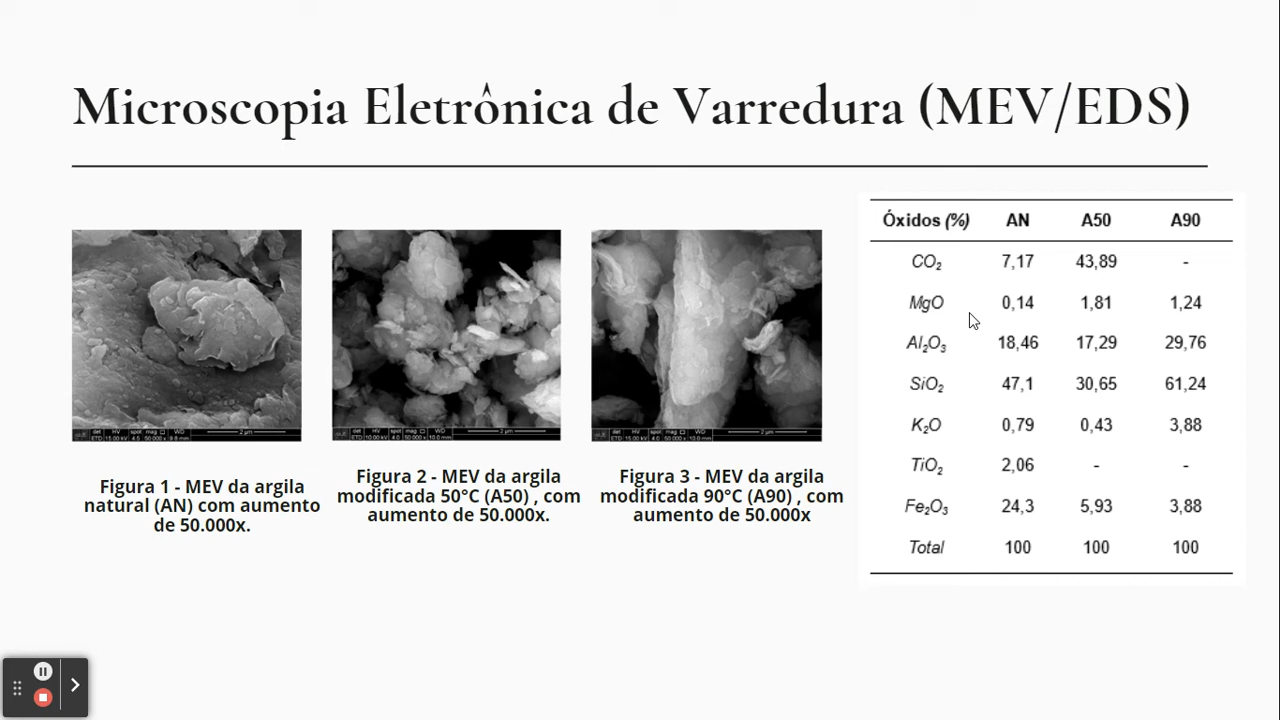 Microscopia Eletrônica de Varredura (MEV/EDS)
Figura 1 - MEV da argila
natural (AN) com aumento
de 50.000x.
Figura 2 - MEV da argila
modificada 50°C (A50) , com
aumento de 50.000x.
Figura 3 - MEV da argila
modificada 90°C (A90) , com
aumento de 50.000x
Óxidos (%) AN A50 A90
CO₂ 7,17 43,89 -
MgO 0,14 1,81 1,24
Al₂O₃ 18,46 17,29 29,76
SiO₂ 47,1 30,65 61,24
K₂O 0,79 0,43 3,88
TiO₂ 2,06 - -
Fe₂O₃ 24,3 5,93 3,88
Total 100 100 100